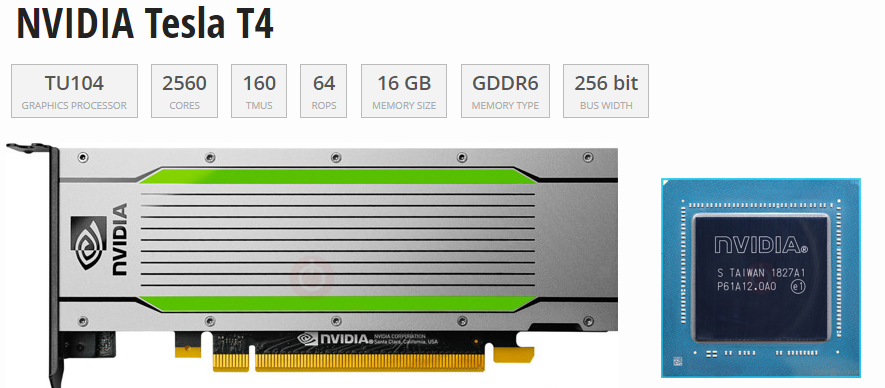 NVIDIA Tesla T4
TU104
GRAPHICS PROCESSOR
2560
CORES
160
TMUS
64
ROPS
16 GB
MEMORY SIZE
GDDR6
MEMORY TYPE
256 bit
BUS WIDTH
NVIDIA
NVIDIA
NVIDIA CORPORATION
Santa Clara, California, USA
NVIDIA®
S TAIWAN 1827A1
P61A12.0A0 e1